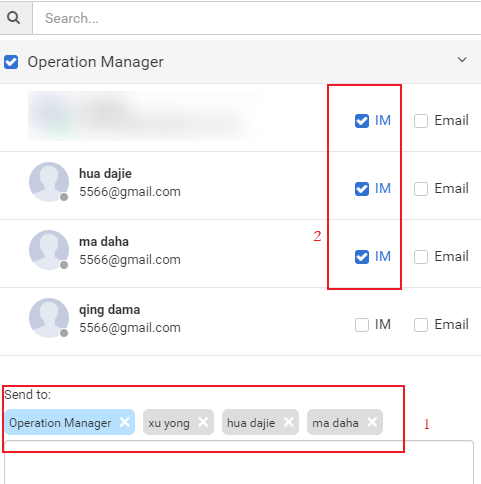 Search...
Operation Manager
IM Email
hua dajie
5566@gmail.com
IM Email
ma daha
5566@gmail.com
IM Email
2
qing dama
5566@gmail.com
IM Email
Send to:
Operation Manager xu yong hua dajie ma daha
1